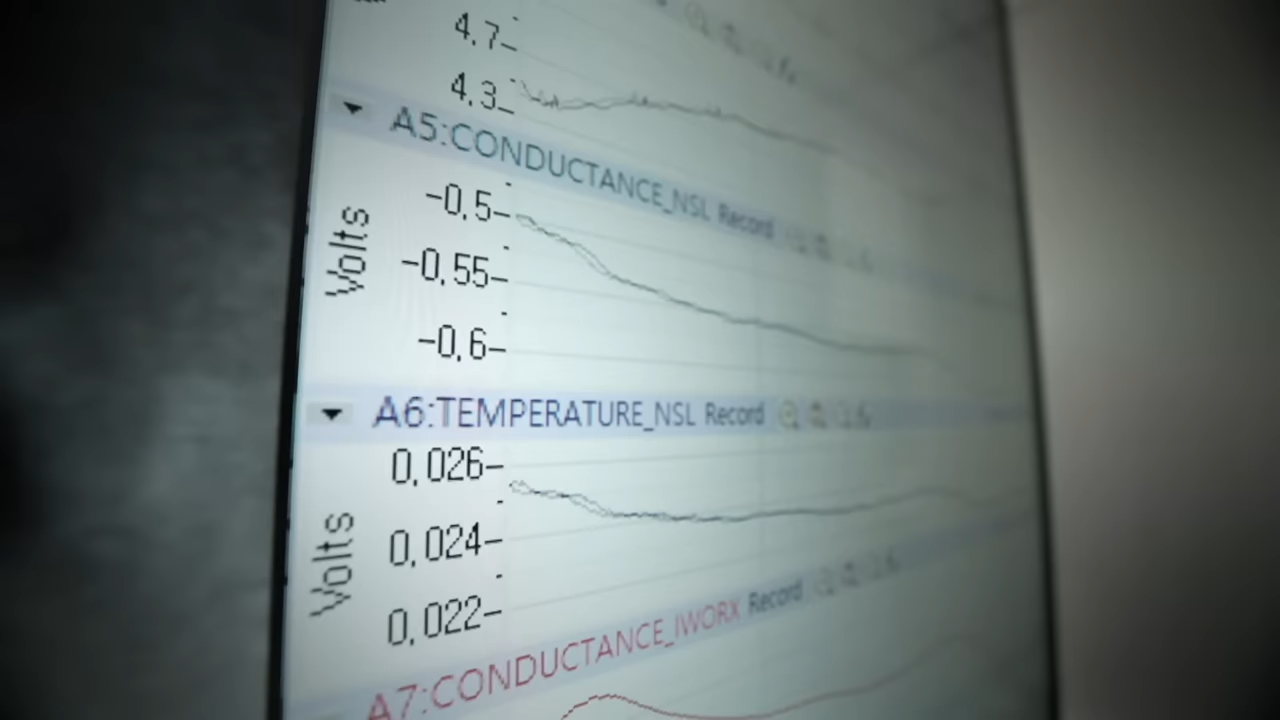 4.7
4.3
A5:CONDUCTANCE_NSL Record
Volts
-0.5
-0.55
-0.6
A6:TEMPERATURE_NSL Record
Volts
0.026
0.024
0.022
A7:CONDUCTANCE_IWORX Record